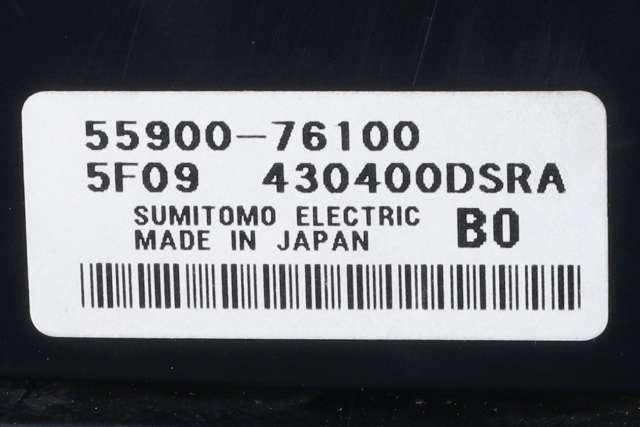 55900-76100
5F09 430400DSRA
SUMITOMO ELECTRIC B0
MADE IN JAPAN